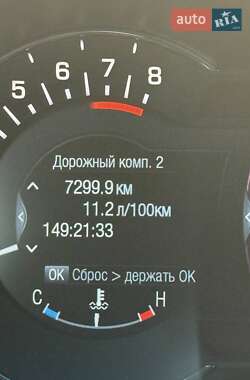 auto RIA.com
5 6 7 8
Дорожный комп. 2
7299.9 км
11.2 л/100км
149:21:33
OK Сброс > держать OK
C H